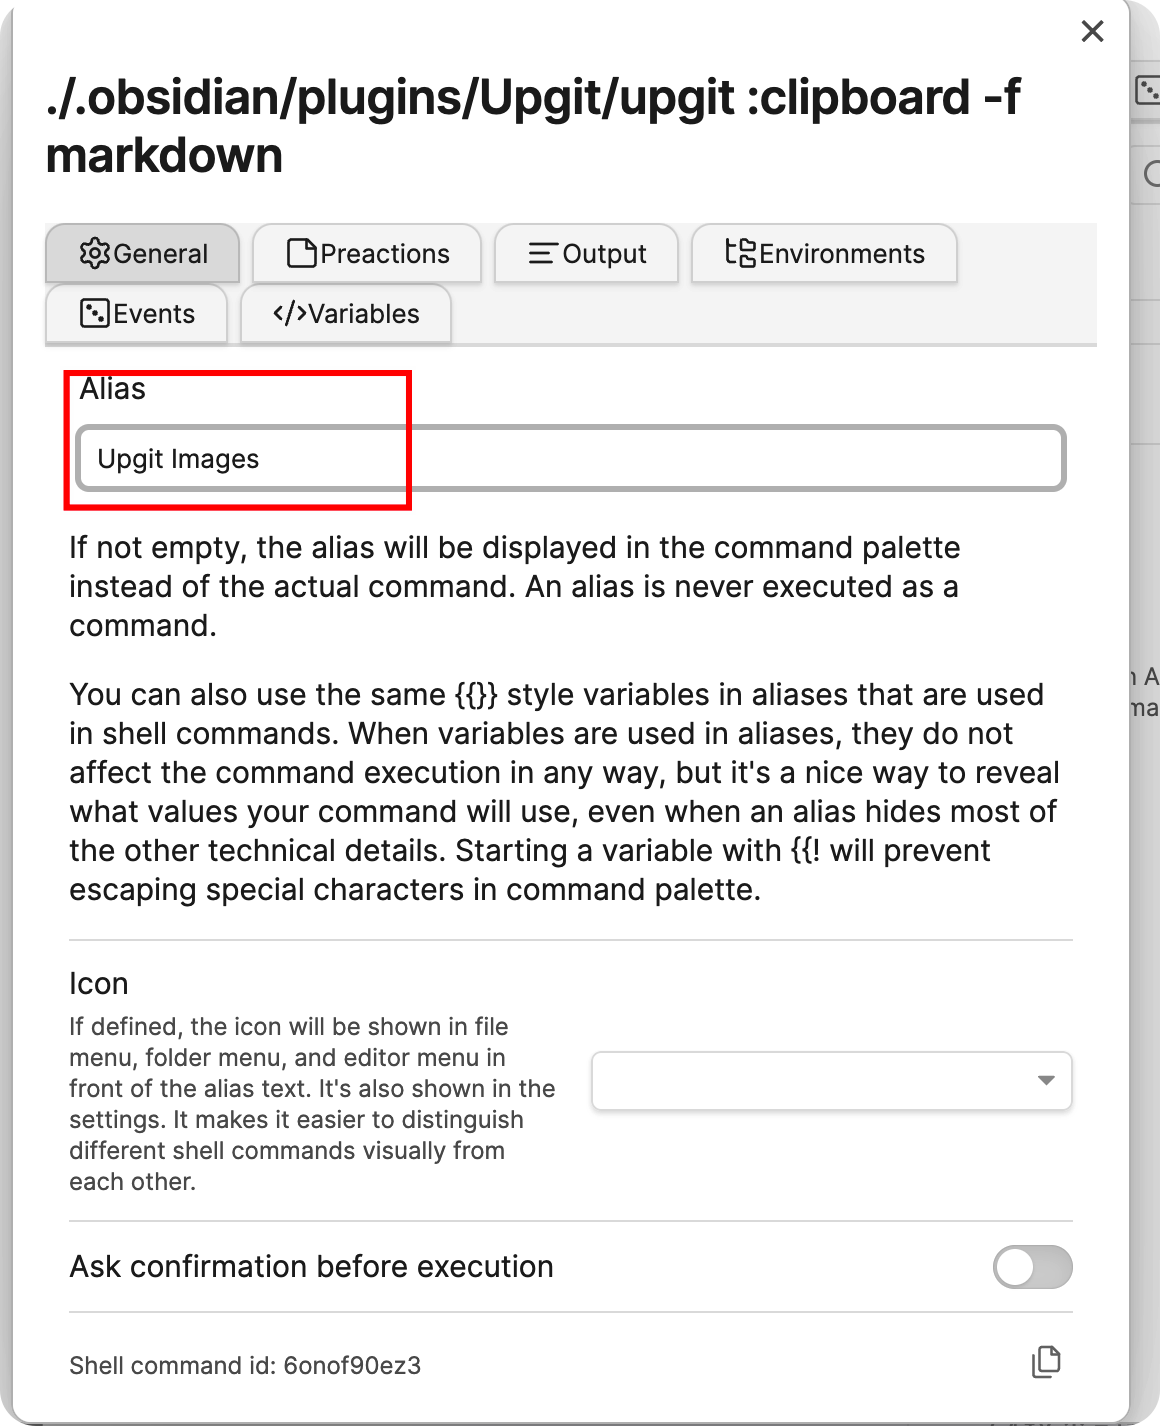 ./.obsidian/plugins/Upgit/upgit :clipboard -f
markdown
General
Preactions
Output
Environments
Events
</>Variables
Alias
Upgit Images
If not empty, the alias will be displayed in the command palette
instead of the actual command. An alias is never executed as a
command.
You can also use the same {{}} style variables in aliases that are used
in shell commands. When variables are used in aliases, they do not
affect the command execution in any way, but it's a nice way to reveal
what values your command will use, even when an alias hides most of
the other technical details. Starting a variable with {{! will prevent
escaping special characters in command palette.
Icon
If defined, the icon will be shown in file
menu, folder menu, and editor menu in
front of the alias text. It's also shown in the
settings. It makes it easier to distinguish
different shell commands visually from
each other.
Ask confirmation before execution
Shell command id: 6onof90ez3